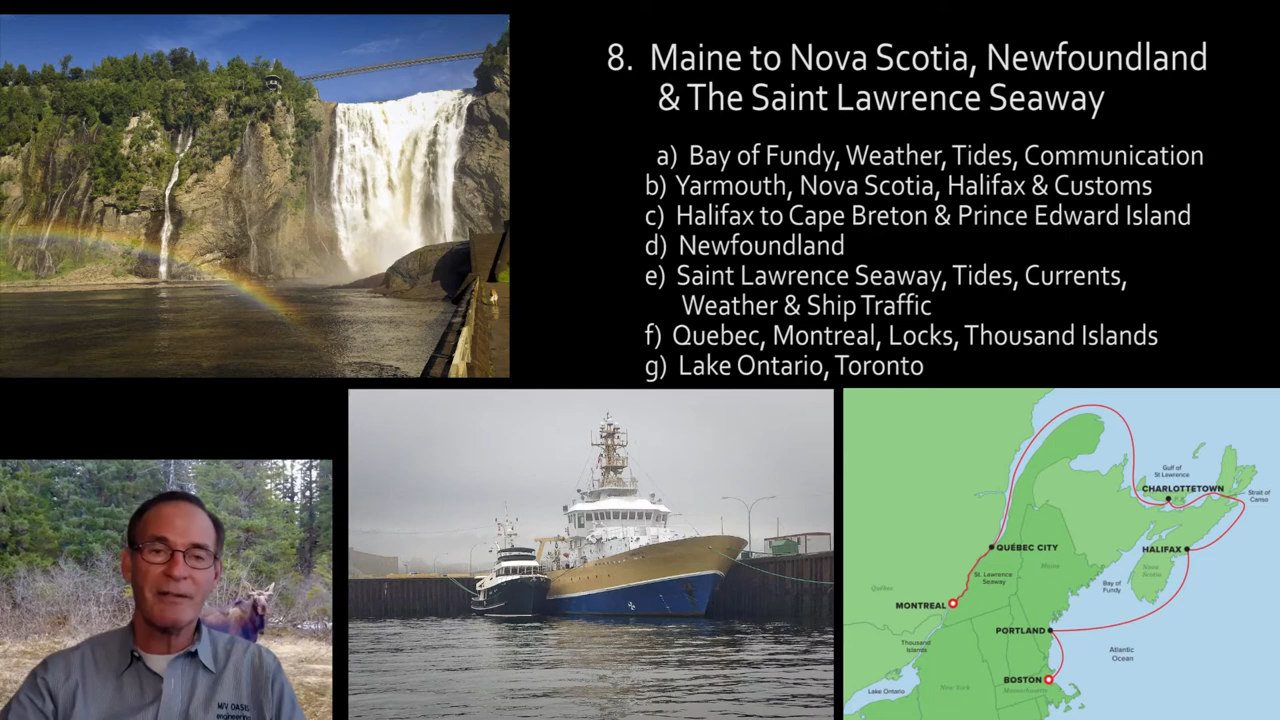 8. Maine to Nova Scotia, Newfoundland
& The Saint Lawrence Seaway
a) Bay of Fundy, Weather, Tides, Communication
b) Yarmouth, Nova Scotia, Halifax & Customs
c) Halifax to Cape Breton & Prince Edward Island
d) Newfoundland
e) Saint Lawrence Seaway, Tides, Currents,
Weather & Ship Traffic
f) Quebec, Montreal, Locks, Thousand Islands
g) Lake Ontario, Toronto
Gulf of
St Lawrence
CHARLOTTETOWN
Strait of
Canso
QUÉBEC CITY
HALIFAX
Maine
Nova
Scotia
St. Lawrence
Seaway
Bay of
Fundy
Québec
MONTREAL
PORTLAND
Thousand
Islands
Atlantic
Ocean
BOSTON
Lake Ontario
New York
Massachusetts
M/V OASIS
engineering